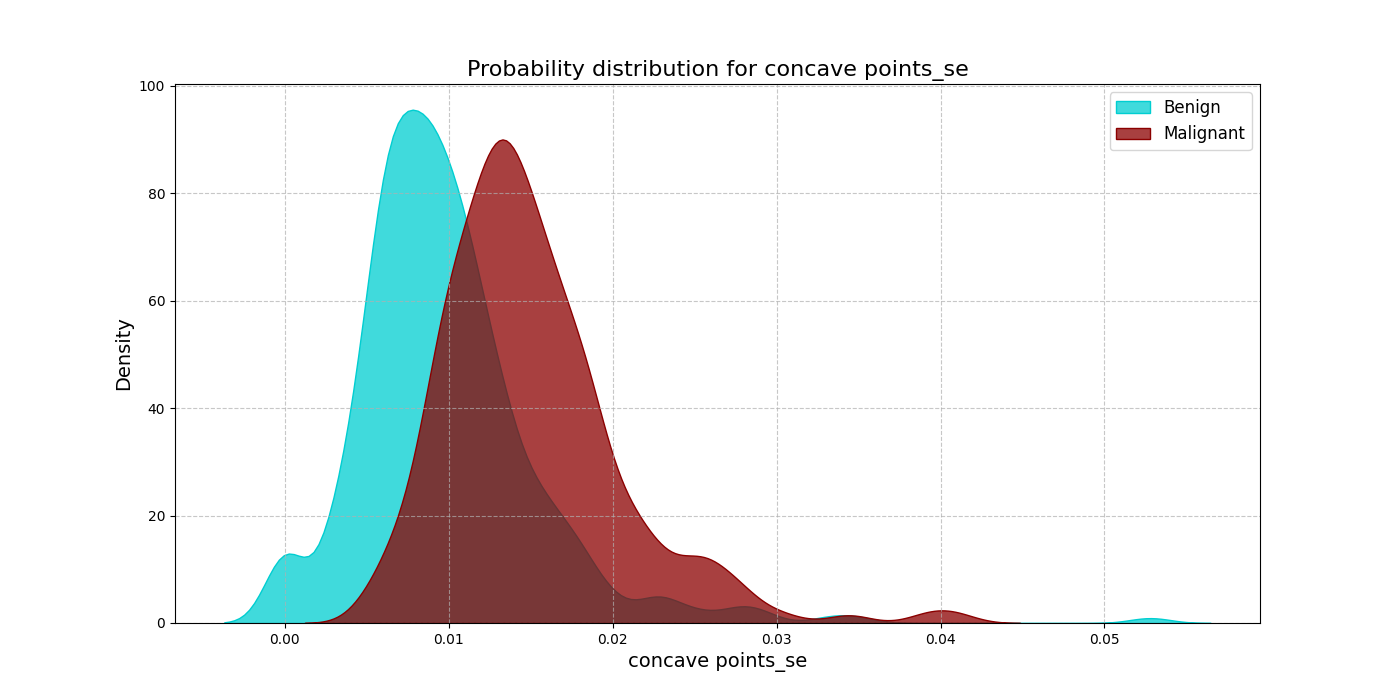 Probability distribution for concave points_se
Benign
Malignant
100
80
60
40
20
0
Density
0.00 0.01 0.02 0.03 0.04 0.05
concave points_se